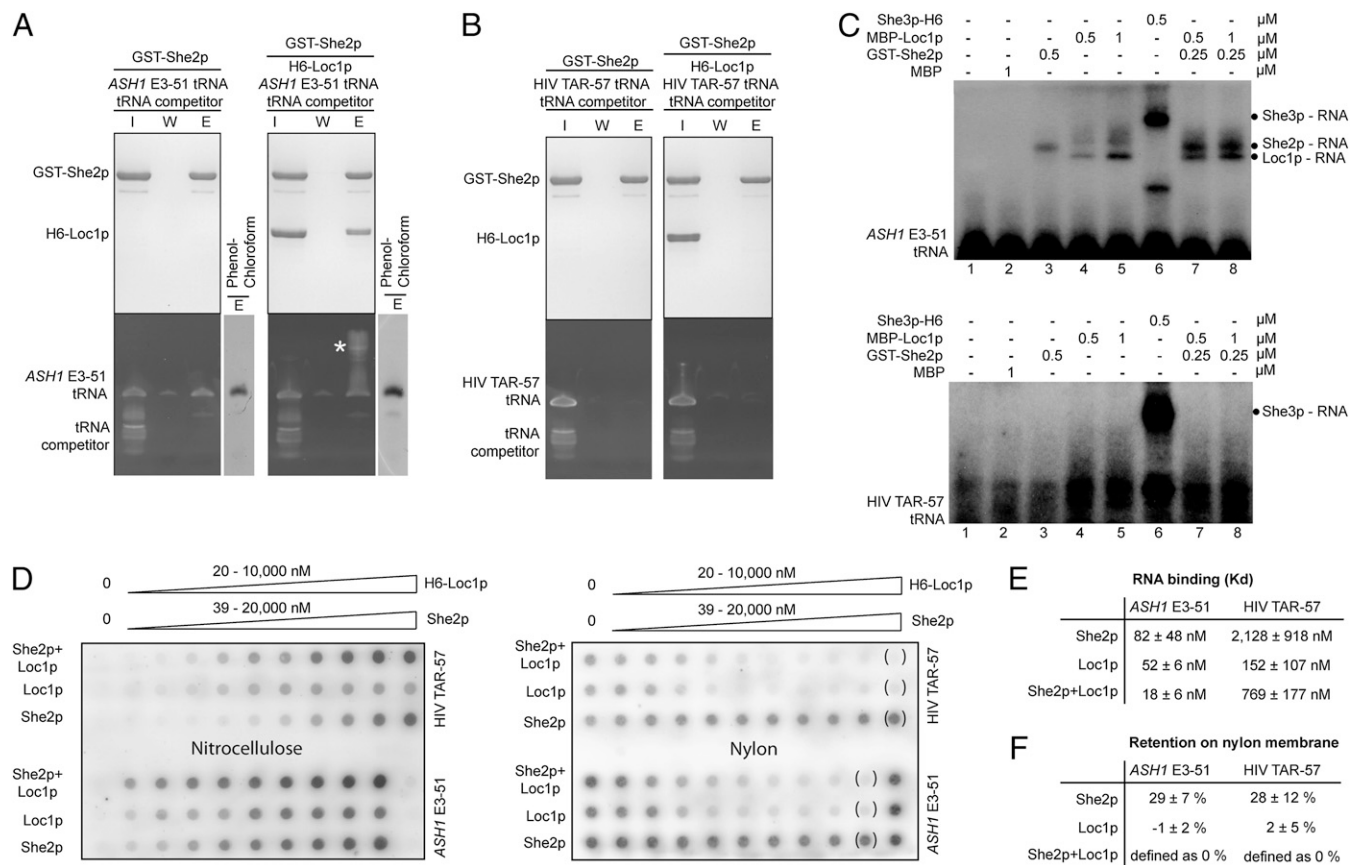 A
GST-She2p
ASH1 E3-51 tRNA
tRNA competitor
I W E
GST-She2p
H6-Loc1p
ASH1 E3-51 tRNA
tRNA competitor
I W E
GST-She2p
H6-Loc1p
Phenol-
Chloroform
E
Phenol-
Chloroform
E
*
ASH1 E3-51
tRNA
tRNA
competitor
B
GST-She2p
HIV TAR-57 tRNA
tRNA competitor
I W E
GST-She2p
H6-Loc1p
HIV TAR-57 tRNA
tRNA competitor
I W E
GST-She2p
H6-Loc1p
HIV TAR-57
tRNA
tRNA
competitor
C
She3p-H6 - - - - - 0.5 - - µM
MBP-Loc1p - - - 0.5 1 - 0.5 1 µM
GST-She2p - - 0.5 - - - 0.25 0.25 µM
MBP - 1 - - - - - - µM
She3p - RNA
She2p - RNA
Loc1p - RNA
ASH1 E3-51
tRNA
1 2 3 4 5 6 7 8
She3p-H6 - - - - - 0.5 - - µM
MBP-Loc1p - - - 0.5 1 - 0.5 1 µM
GST-She2p - - 0.5 - - - 0.25 0.25 µM
MBP - 1 - - - - - - µM
She3p - RNA
HIV TAR-57
tRNA
1 2 3 4 5 6 7 8
D
0 20 - 10,000 nM H6-Loc1p
0 39 - 20,000 nM She2p
She2p+
Loc1p
Loc1p
She2p
HIV TAR-57
Nitrocellulose
She2p+
Loc1p
Loc1p
She2p
ASH1 E3-51
0 20 - 10,000 nM H6-Loc1p
0 39 - 20,000 nM She2p
She2p+
Loc1p ( )
Loc1p ( )
She2p ( )
HIV TAR-57
Nylon
She2p+
Loc1p ( )
Loc1p ( )
She2p ( )
ASH1 E3-51
E
RNA binding (Kd)
ASH1 E3-51 HIV TAR-57
She2p 82 ± 48 nM 2,128 ± 918 nM
Loc1p 52 ± 6 nM 152 ± 107 nM
She2p+Loc1p 18 ± 6 nM 769 ± 177 nM
F
Retention on nylon membrane
ASH1 E3-51 HIV TAR-57
She2p 29 ± 7 % 28 ± 12 %
Loc1p -1 ± 2 % 2 ± 5 %
She2p+Loc1p defined as 0 % defined as 0 %